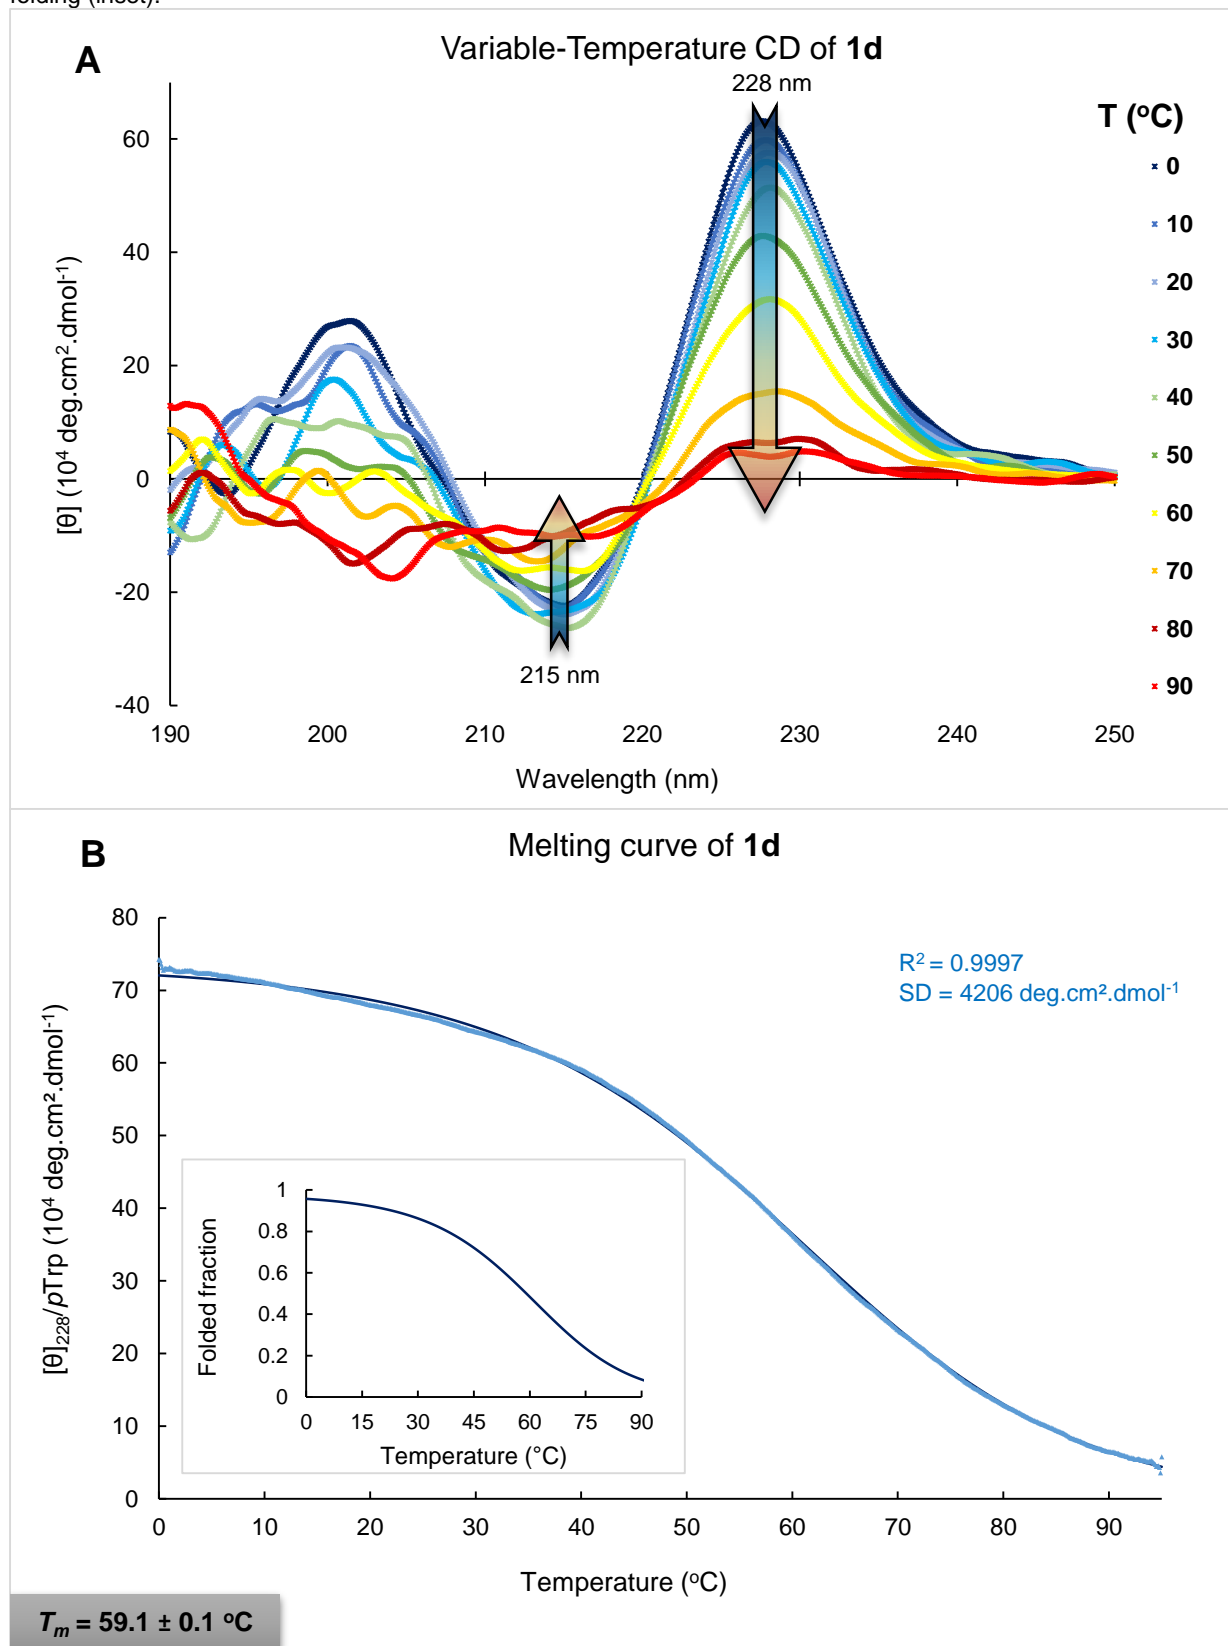 folding (inset).
A
Variable-Temperature CD of 1d
228 nm
T (°C)
60
40
20
0
-20
-40
[θ] (10⁴ deg.cm².dmol⁻¹)
0
10
20
30
40
50
60
70
80
90
215 nm
190 200 210 220 230 240 250
Wavelength (nm)
B
Melting curve of 1d
80
70
60
50
40
30
20
10
0
[θ]₂₂₈/pTrp (10⁴ deg.cm².dmol⁻¹)
R² = 0.9997
SD = 4206 deg.cm².dmol⁻¹
1
0.8
0.6
0.4
0.2
0
Folded fraction
0 15 30 45 60 75 90
Temperature (°C)
0 10 20 30 40 50 60 70 80 90
Temperature (°C)
Tₘ = 59.1 ± 0.1 °C